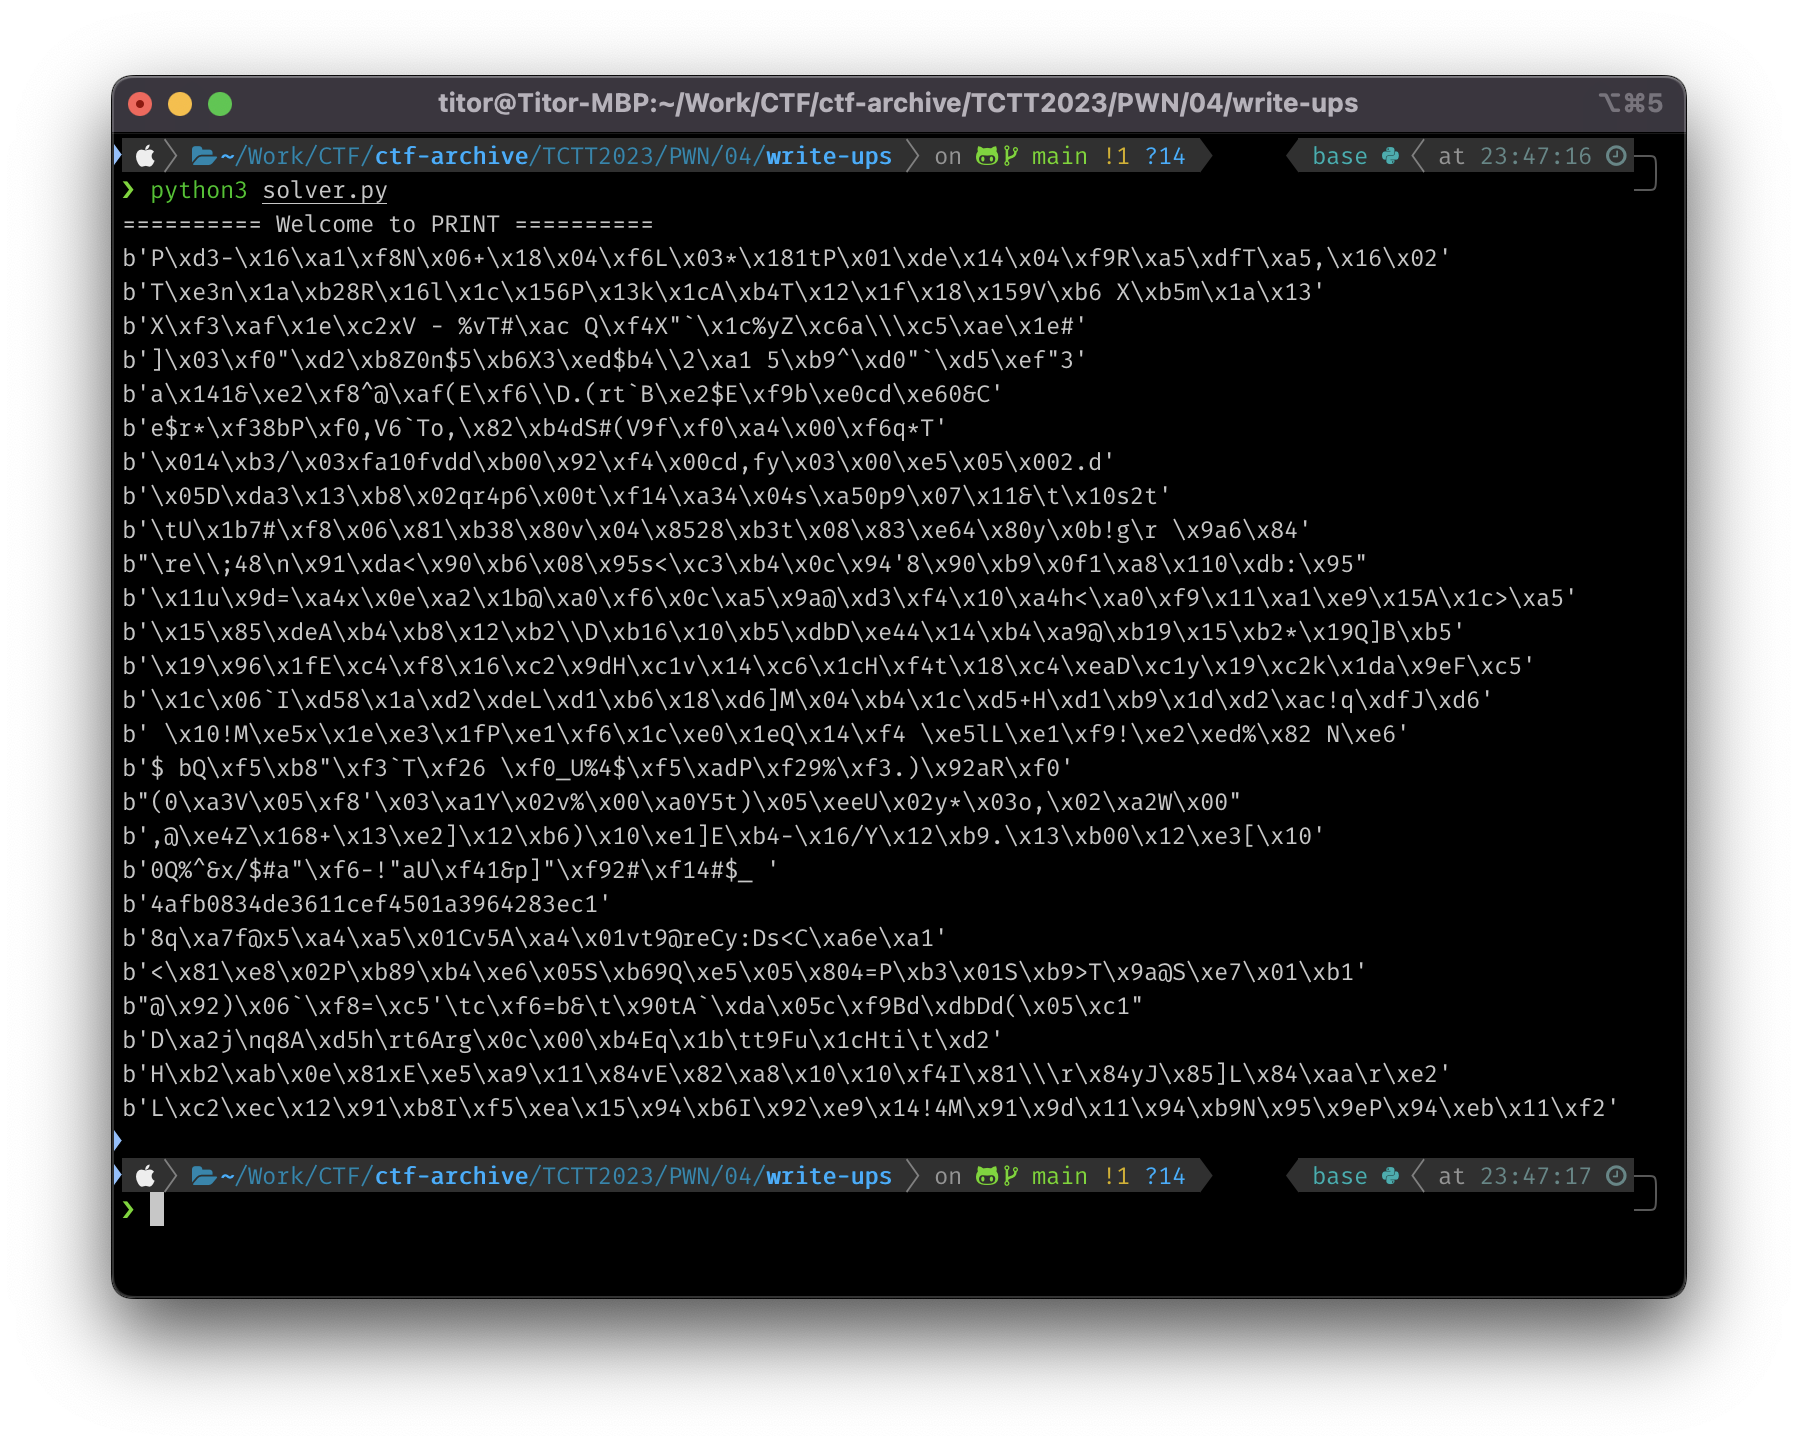 titor@Titor-MBP:~/Work/CTF/ctf-archive/TCTT2023/PWN/04/write-ups ⌥⌘5
~/Work/CTF/ctf-archive/TCTT2023/PWN/04/write-ups on main !1 ?14 base at 23:47:16
❯ python3 solver.py
========== Welcome to PRINT ==========
b'P\xd3-\x16\xa1\xf8N\x06+\x18\x04\xf6L\x03*\x181tP\x01\xde\x14\x04\xf9R\xa5\xdfT\xa5,\x16\x02'
b'T\xe3n\x1a\xb28R\x16l\x1c\x156P\x13k\x1cA\xb4T\x12\x1f\x18\x159V\xb6 X\xb5m\x1a\x13'
b'X\xf3\xaf\x1e\xc2xV - %vT#\xac Q\xf4X"`\x1c%yZ\xc6a\\\xc5\xae\x1e#'
b']\x03\xf0"\xd2\xb8Z0n$5\xb6X3\xed$b4\\2\xa1 5\xb9^\xd0"`\xd5\xef"3'
b'a\x141&\xe2\xf8^@\xaf(E\xf6\\D.(rt`B\xe2$E\xf9b\xe0cd\xe60&C'
b'e$r*\xf38bP\xf0,V6`To,\x82\xb4dS#(V9f\xf0\xa4\x00\xf6q*T'
b'\x014\xb3/\x03xfa10fvdd\xb00\x92\xf4\x00cd,fy\x03\x00\xe5\x05\x002.d'
b'\x05D\xda3\x13\xb8\x02qr4p6\x00t\xf14\xa34\x04s\xa50p9\x07\x11&\t\x10s2t'
b'\tU\x1b7#\xf8\x06\x81\xb38\x80v\x04\x8528\xb3t\x08\x83\xe64\x80y\x0b!g\r \x9a6\x84'
b"\re\\;48\n\x91\xda<\x90\xb6\x08\x95s<\xc3\xb4\x0c\x94'8\x90\xb9\x0f1\xa8\x110\xdb:\x95"
b'\x11u\x9d=\xa4x\x0e\xa2\x1b@\xa0\xf6\x0c\xa5\x9a@\xd3\xf4\x10\xa4h<\xa0\xf9\x11\xa1\xe9\x15A\x1c>\xa5'
b'\x15\x85\xdeA\xb4\xb8\x12\xb2\\D\xb16\x10\xb5\xdbD\xe44\x14\xb4\xa9@\xb19\x15\xb2*\x19Q]B\xb5'
b'\x19\x96\x1fE\xc4\xf8\x16\xc2\x9dH\xc1v\x14\xc6\x1cH\xf4t\x18\xc4\xeaD\xc1y\x19\xc2k\x1da\x9eF\xc5'
b'\x1c\x06`I\xd58\x1a\xd2\xdeL\xd1\xb6\x18\xd6]M\x04\xb4\x1c\xd5+H\xd1\xb9\x1d\xd2\xac!q\xdfJ\xd6'
b' \x10!M\xe5x\x1e\xe3\x1fP\xe1\xf6\x1c\xe0\x1eQ\x14\xf4 \xe5lL\xe1\xf9!\xe2\xed%\x82 N\xe6'
b'$ bQ\xf5\xb8"\xf3`T\xf26 \xf0_U%4$\xf5\xadP\xf29%\xf3.)\x92aR\xf0'
b"(0\xa3V\x05\xf8'\x03\xa1Y\x02v%\x00\xa0Y5t)\x05\xeeU\x02y*\x03o,\x02\xa2W\x00"
b',@\xe4Z\x168+\x13\xe2]\x12\xb6)\x10\xe1]E\xb4-\x16/Y\x12\xb9.\x13\xb00\x12\xe3[\x10'
b'0Q%^&x/$#a"\xf6-!"aU\xf41&p]"\xf92#\xf14#$_ '
b'4afb0834de3611cef4501a3964283ec1'
b'8q\xa7f@x5\xa4\xa5\x01Cv5A\xa4\x01vt9@reCy:Ds<C\xa6e\xa1'
b'<\x81\xe8\x02P\xb89\xb4\xe6\x05S\xb69Q\xe5\x05\x804=P\xb3\x01S\xb9>T\x9a@S\xe7\x01\xb1'
b"@\x92)\x06`\xf8=\xc5'\tc\xf6=b&\t\x90tA`\xda\x05c\xf9Bd\xdbDd(\x05\xc1"
b'D\xa2j\nq8A\xd5h\rt6Arg\x0c\x00\xb4Eq\x1b\tt9Fu\x1cHti\t\xd2'
b'H\xb2\xab\x0e\x81xE\xe5\xa9\x11\x84vE\x82\xa8\x10\x10\xf4I\x81\\\r\x84yJ\x85]L\x84\xaa\r\xe2'
b'L\xc2\xec\x12\x91\xb8I\xf5\xea\x15\x94\xb6I\x92\xe9\x14!4M\x91\x9d\x11\x94\xb9N\x95\x9eP\x94\xeb\x11\xf2'
~/Work/CTF/ctf-archive/TCTT2023/PWN/04/write-ups on main !1 ?14 base at 23:47:17
❯